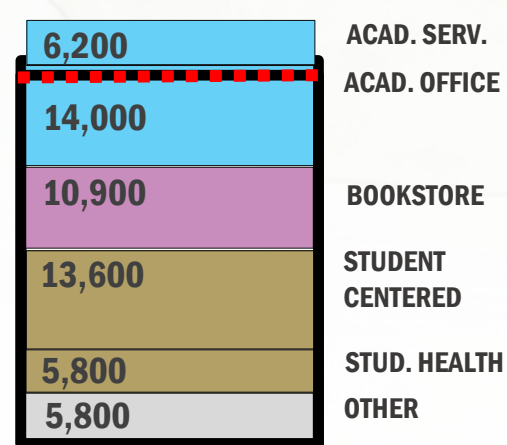 6,200 ACAD. SERV.
ACAD. OFFICE
14,000
10,900 BOOKSTORE
13,600 STUDENT
CENTERED
5,800 STUD. HEALTH
5,800 OTHER